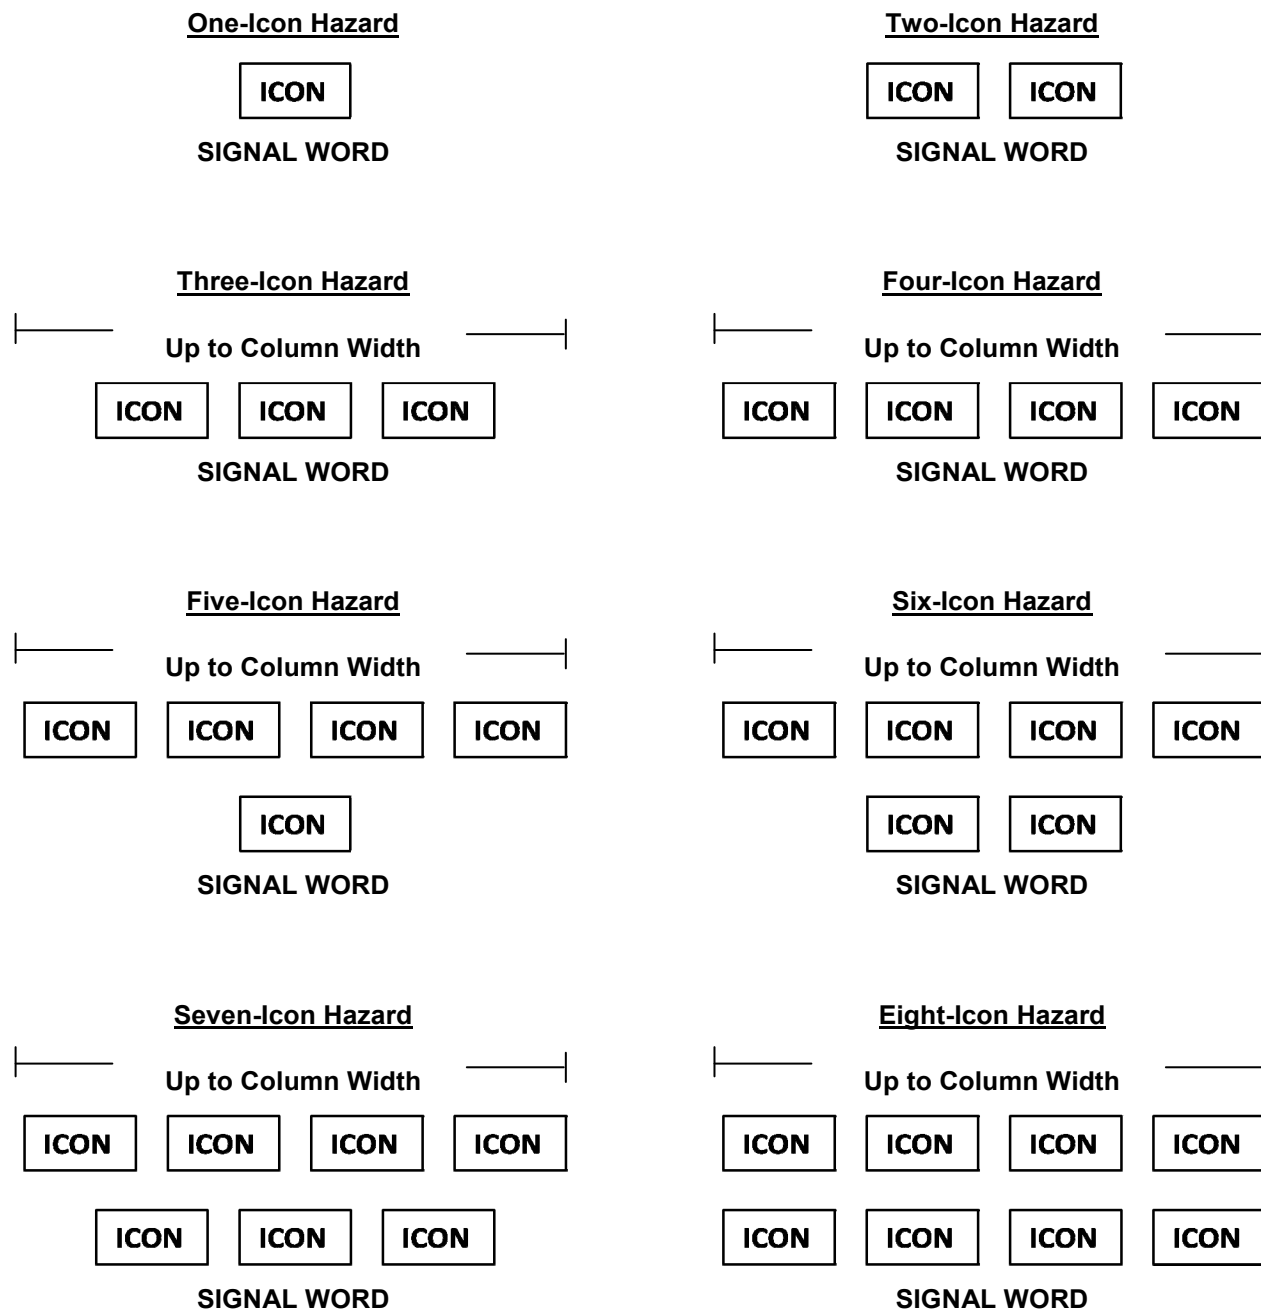 One-Icon Hazard
ICON
SIGNAL WORD
Two-Icon Hazard
ICON ICON
SIGNAL WORD
Three-Icon Hazard
Up to Column Width
ICON ICON ICON
SIGNAL WORD
Four-Icon Hazard
Up to Column Width
ICON ICON ICON ICON
SIGNAL WORD
Five-Icon Hazard
Up to Column Width
ICON ICON ICON ICON
ICON
SIGNAL WORD
Six-Icon Hazard
Up to Column Width
ICON ICON ICON ICON
ICON ICON
SIGNAL WORD
Seven-Icon Hazard
Up to Column Width
ICON ICON ICON ICON
ICON ICON ICON
SIGNAL WORD
Eight-Icon Hazard
Up to Column Width
ICON ICON ICON ICON
ICON ICON ICON ICON
SIGNAL WORD